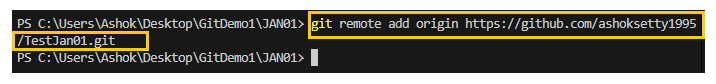 PS C:\Users\Ashok\Desktop\GitDemo1\JAN01> git remote add origin https://github.com/ashoksetty1995
/TestJan01.git
PS C:\Users\Ashok\Desktop\GitDemo1\JAN01>